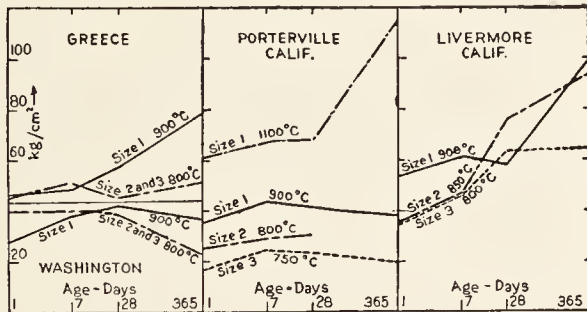 GREECE
PORTERVILLE
CALIF.
LIVERMORE
CALIF.
100
80
60
20
kg/cm²
Size 1 900°C
Size 2 and 3 800°C
Size 1
900°C
Size 2 and 3
800°C
WASHINGTON
Size 1 1100°C
Size 1
900°C
Size 2
800°C
Size 3
750°C
Size 1 900°C
Size 2 850°C
Size 3 800°C
1 7 28 365
Age-Days
1 7 28 365
Age-Days
1 7 28 365
Age-Days